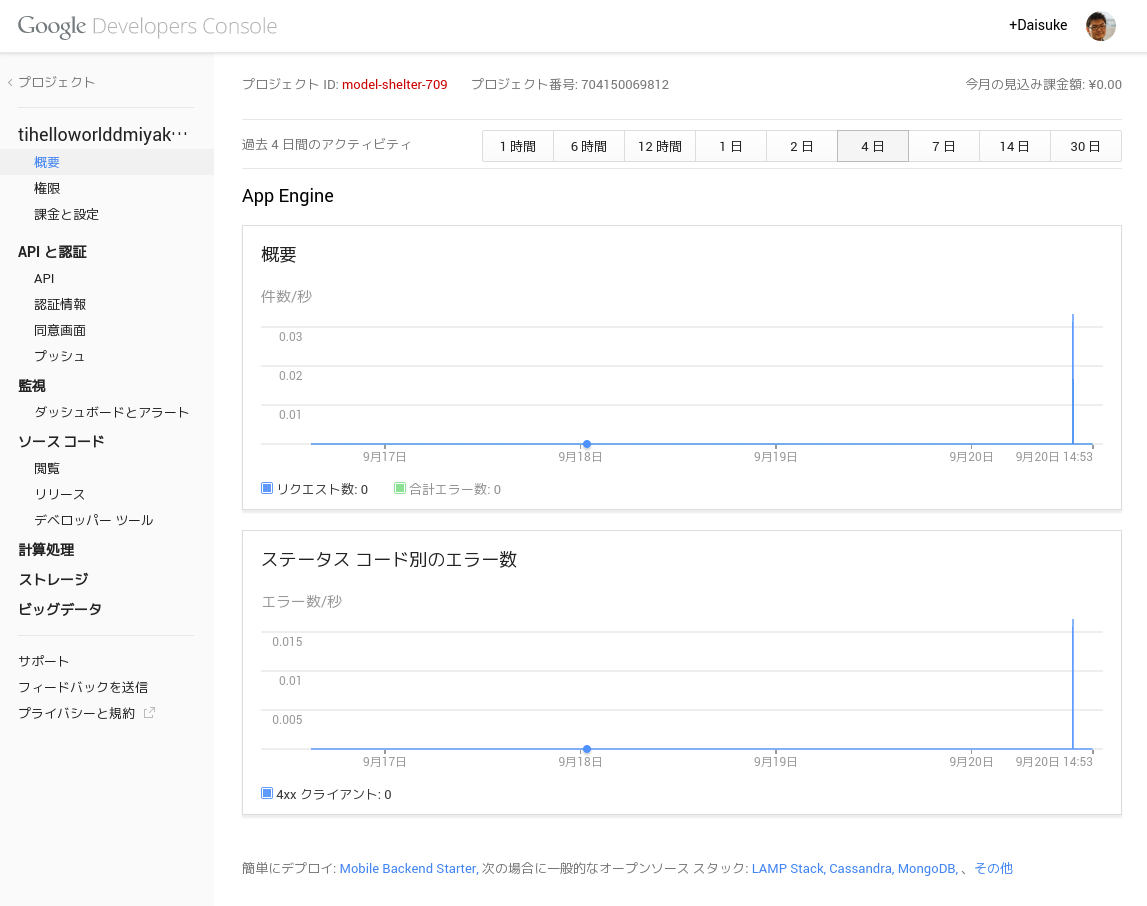 Google Developers Console
+Daisuke
プロジェクト
tihelloworlddmiyak…
概要
権限
課金と設定
API と認証
API
認証情報
同意画面
プッシュ
監視
ダッシュボードとアラート
ソース コード
閲覧
リリース
デベロッパー ツール
計算処理
ストレージ
ビッグデータ
サポート
フィードバックを送信
プライバシーと規約
プロジェクト ID: model-shelter-709 プロジェクト番号: 704150069812 今月の見込み課金額: ¥0.00
過去 4 日間のアクティビティ 1 時間 6 時間 12 時間 1 日 2 日 4 日 7 日 14 日 30 日
App Engine
概要
件数/秒
0.03
0.02
0.01
9月17日 9月18日 9月19日 9月20日 9月20日 14:53
リクエスト数: 0 合計エラー数: 0
ステータス コード別のエラー数
エラー数/秒
0.015
0.01
0.005
9月17日 9月18日 9月19日 9月20日 9月20日 14:53
4xx クライアント: 0
簡単にデプロイ: Mobile Backend Starter, 次の場合に一般的なオープンソース スタック: LAMP Stack, Cassandra, MongoDB, 、その他